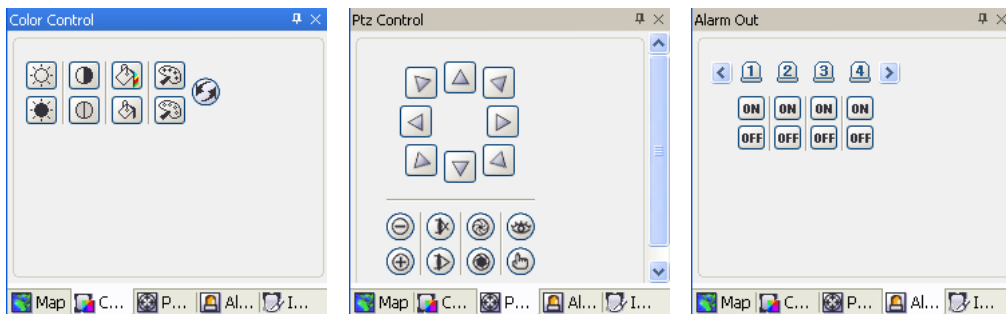 Color Control
Ptz Control
Alarm Out
1 2 3 4
ON ON ON ON
OFF OFF OFF OFF
Map C... P... Al... I...
Map C... P... Al... I...
Map C... P... Al... I...